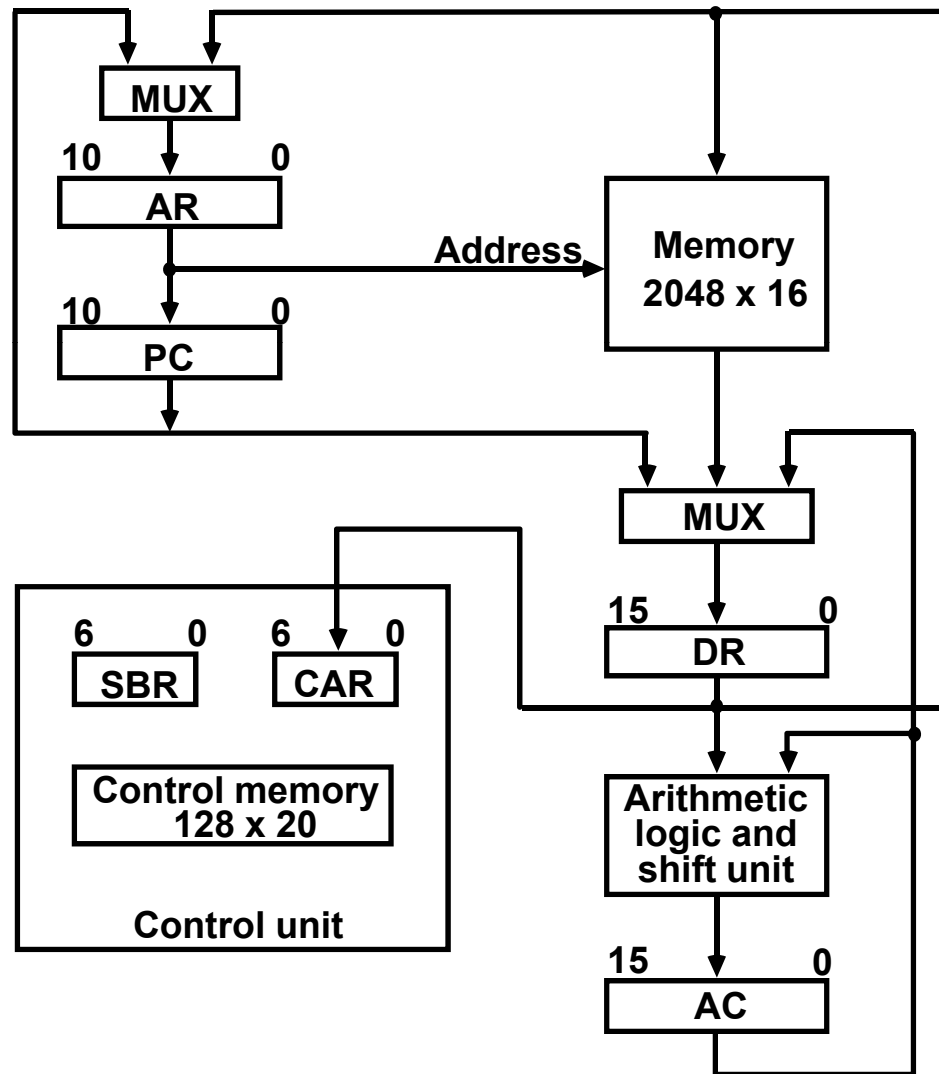 MUX
10 0
AR
Address
Memory
2048 x 16
10 0
PC
MUX
15 0
DR
6 0 6 0
SBR CAR
Control memory
128 x 20
Control unit
Arithmetic
logic and
shift unit
15 0
AC